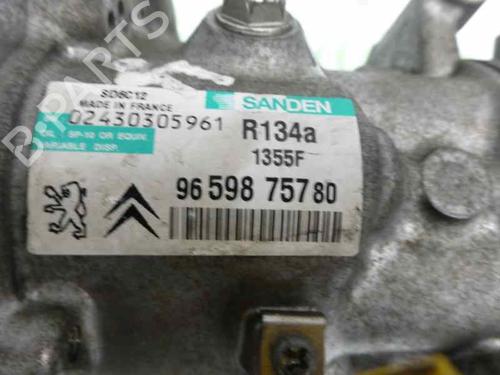 B-PARTS
SD6C12
MADE IN FRANCE
SANDEN
02430305961
R134a
OIL SP-10 OR EQUIV.
VARIABLE DISP.
1355F
96 598 757 80